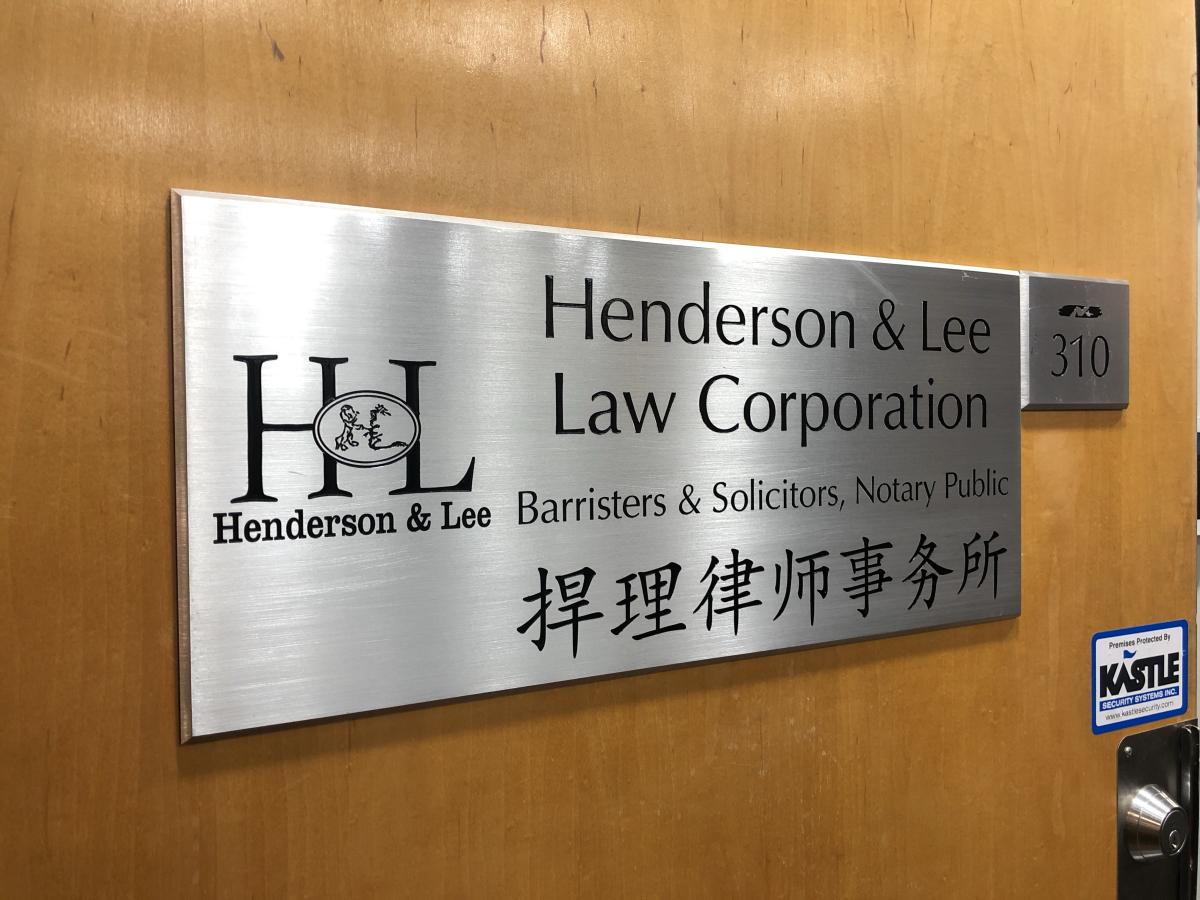 Henderson & Lee
Law Corporation
Barristers & Solicitors, Notary Public
捍理律师事务所
HL
Henderson & Lee
310
Premises Protected By
KASTLE
SECURITY SYSTEMS INC.
www.kastlesecurity.com